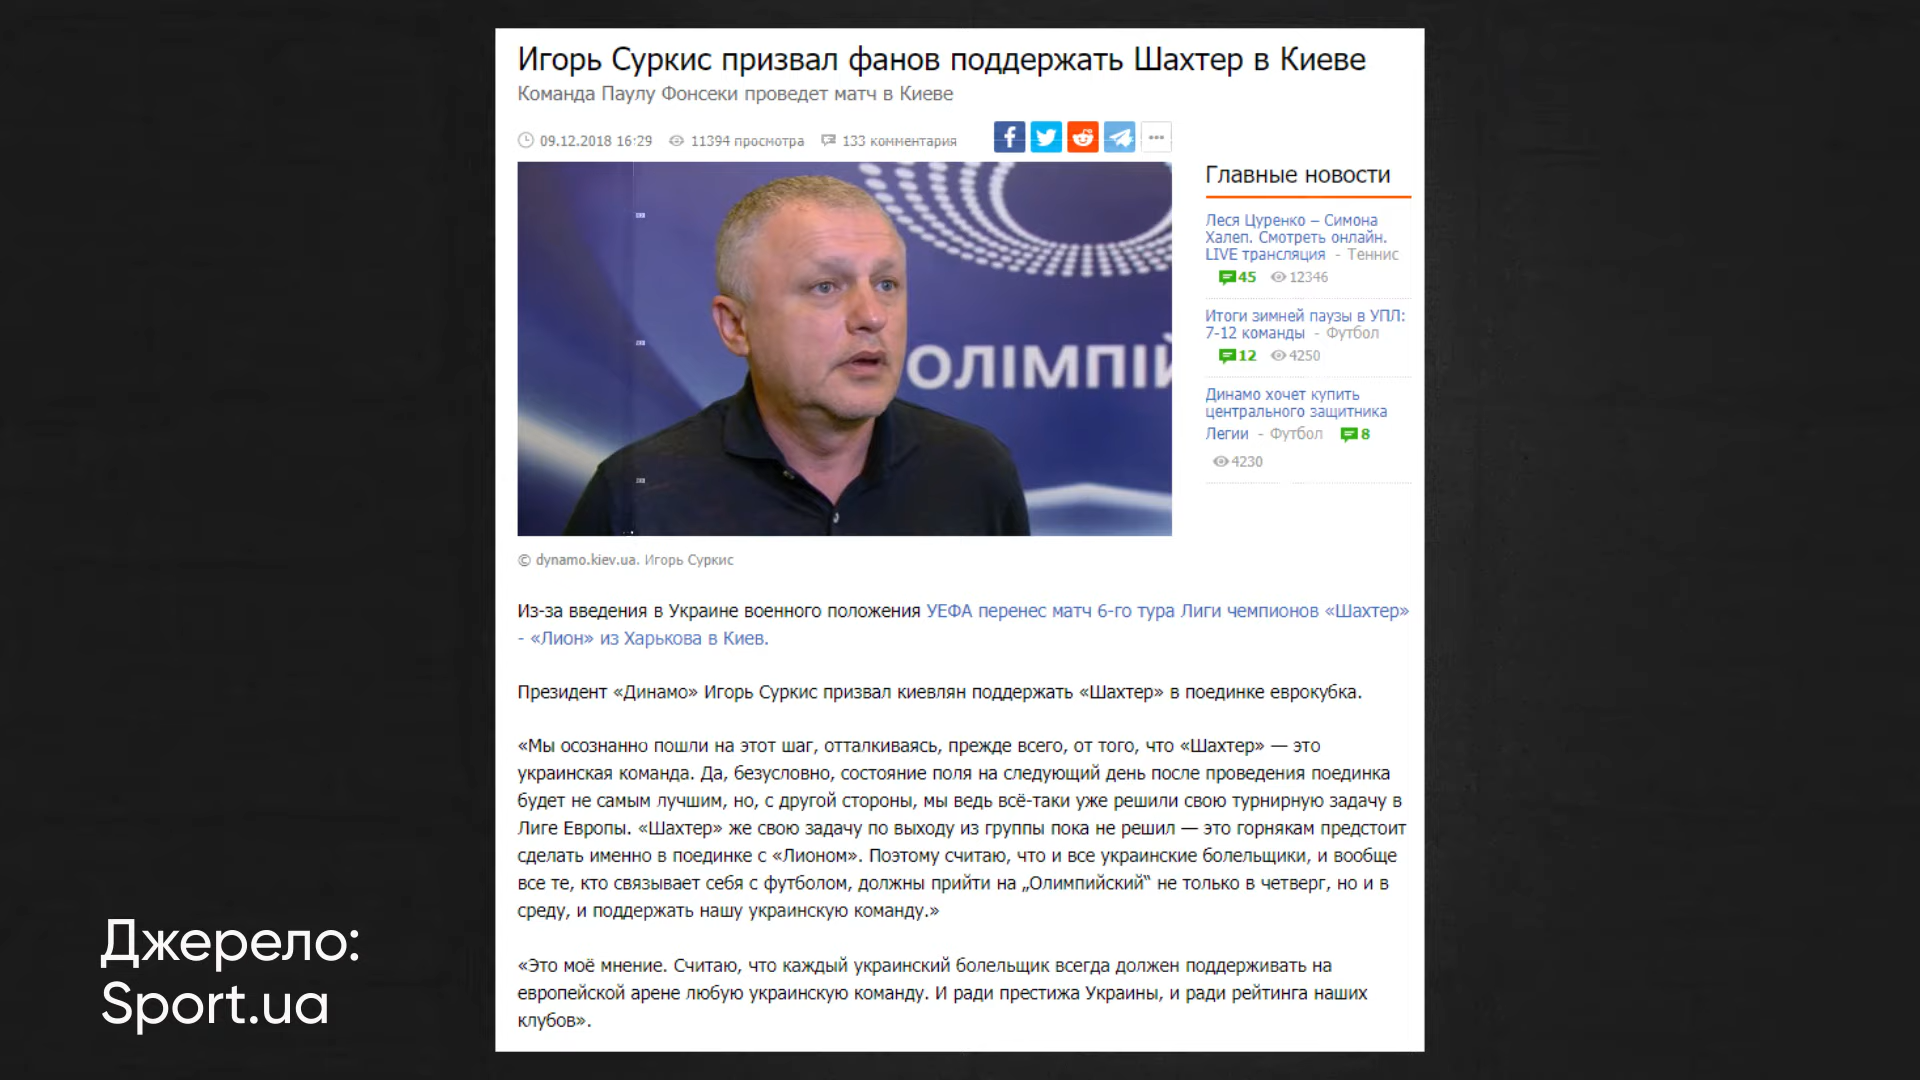 Игорь Суркис призвал фанов поддержать Шахтер в Киеве
Команда Паулу Фонсеки проведет матч в Киеве
09.12.2018 16:29 11394 просмотра 133 комментария
ОЛІМПІЙ
© dynamo.kiev.ua. Игорь Суркис
Главные новости
Леся Цуренко – Симона
Халеп. Смотреть онлайн.
LIVE трансляция - Теннис
45 12346
Итоги зимней паузы в УПЛ:
7-12 команды - Футбол
12 4250
Динамо хочет купить
центрального защитника
Легии - Футбол 8
4230
Из-за введения в Украине военного положения УЕФА перенес матч 6-го тура Лиги чемпионов «Шахтер»
- «Лион» из Харькова в Киев.
Президент «Динамо» Игорь Суркис призвал киевлян поддержать «Шахтер» в поединке еврокубка.
«Мы осознанно пошли на этот шаг, отталкиваясь, прежде всего, от того, что «Шахтер» — это
украинская команда. Да, безусловно, состояние поля на следующий день после проведения поединка
будет не самым лучшим, но, с другой стороны, мы ведь всё-таки уже решили свою турнирную задачу в
Лиге Европы. «Шахтер» же свою задачу по выходу из группы пока не решил — это горнякам предстоит
сделать именно в поединке с «Лионом». Поэтому считаю, что и все украинские болельщики, и вообще
все те, кто связывает себя с футболом, должны прийти на „Олимпийский“ не только в четверг, но и в
среду, и поддержать нашу украинскую команду.»
«Это моё мнение. Считаю, что каждый украинский болельщик всегда должен поддерживать на
европейской арене любую украинскую команду. И ради престижа Украины, и ради рейтинга наших
клубов».
Джерело:
Sport.ua